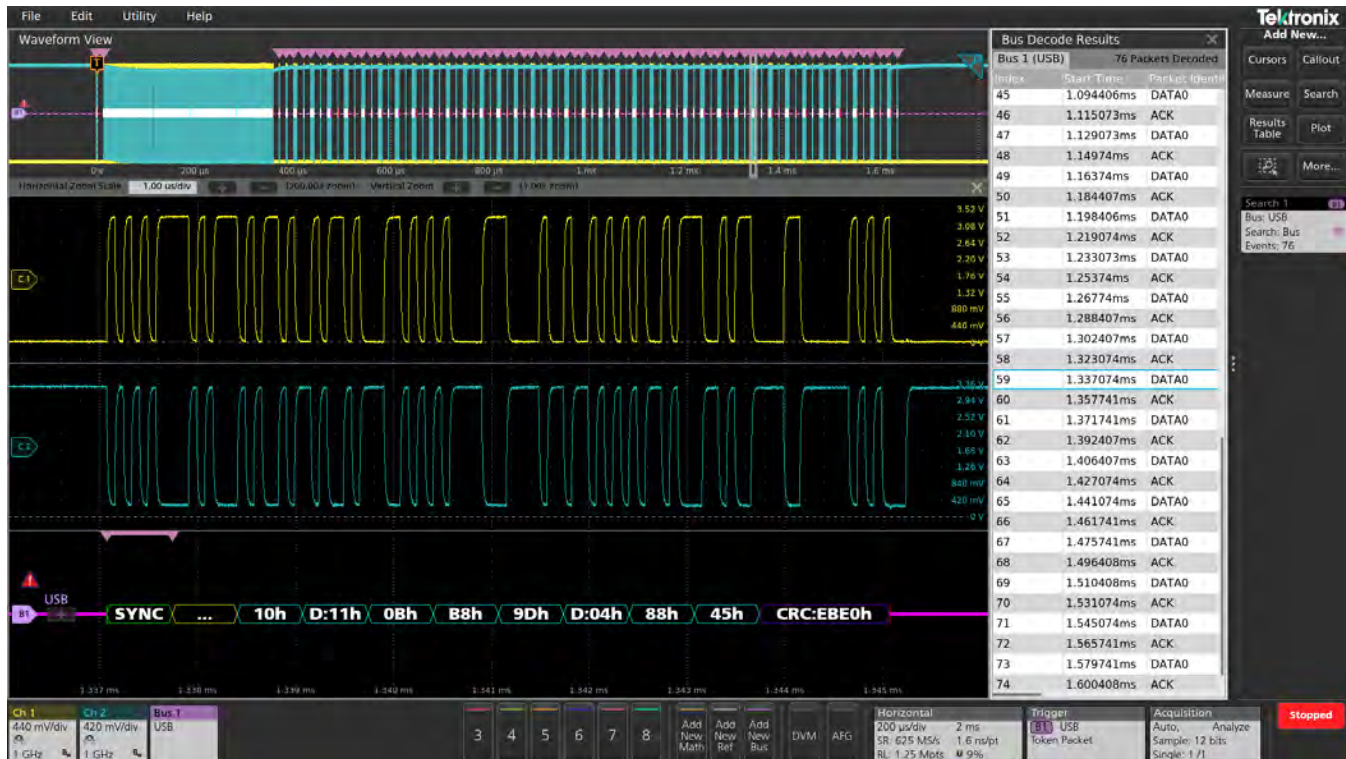 File Edit Utility Help
Tektronix
Waveform View
Add New...
Cursors Callout
Measure Search
Results Table Plot
More...
Search 1 B1
Bus: USB
Search: Bus
Events: 76
T
B1
0s 200 µs 400 µs 600 µs 800 µs 1 ms 1.2 ms 1.4 ms 1.6 ms
Horizontal Zoom Scale 1.00 us/div Vertical Zoom
3.52 V
3.08 V
2.64 V
2.20 V
1.76 V
1.32 V
880 mV
440 mV
0 V
C1
3.36 V
2.94 V
2.52 V
2.10 V
1.68 V
1.26 V
840 mV
420 mV
0 V
C2
USB
B1 SYNC ... 10h D:11h 0Bh B8h 9Dh D:04h 88h 45h CRC:EBE0h
1.337 ms 1.338 ms 1.339 ms 1.340 ms 1.341 ms 1.342 ms 1.343 ms 1.344 ms 1.345 ms
Bus Decode Results
Bus 1 (USB) 76 Packets Decoded
Index Start Time Packet Identifi
45 1.094406ms DATA0
46 1.115073ms ACK
47 1.129073ms DATA0
48 1.14974ms ACK
49 1.16374ms DATA0
50 1.184407ms ACK
51 1.198406ms DATA0
52 1.219074ms ACK
53 1.233073ms DATA0
54 1.25374ms ACK
55 1.26774ms DATA0
56 1.288407ms ACK
57 1.302407ms DATA0
58 1.323074ms ACK
59 1.337074ms DATA0
60 1.357741ms ACK
61 1.371741ms DATA0
62 1.392407ms ACK
63 1.406407ms DATA0
64 1.427074ms ACK
65 1.441074ms DATA0
66 1.461741ms ACK
67 1.475741ms DATA0
68 1.496408ms ACK
69 1.510408ms DATA0
70 1.531074ms ACK
71 1.545074ms DATA0
72 1.565741ms ACK
73 1.579741ms DATA0
74 1.600408ms ACK
Ch 1
440 mV/div
1 GHz
Ch 2
420 mV/div
1 GHz
Bus 1
USB
3 4 5 6 7 8
Add New Math
Add New Ref
Add New Bus
DVM AFG
Horizontal
200 µs/div 2 ms
SR: 625 MS/s 1.6 ns/pt
RL: 1.25 Mpts 9%
Trigger
B1 USB
Token Packet
Acquisition
Auto, Analyze
Sample: 12 bits
Single: 1 /1
Stopped